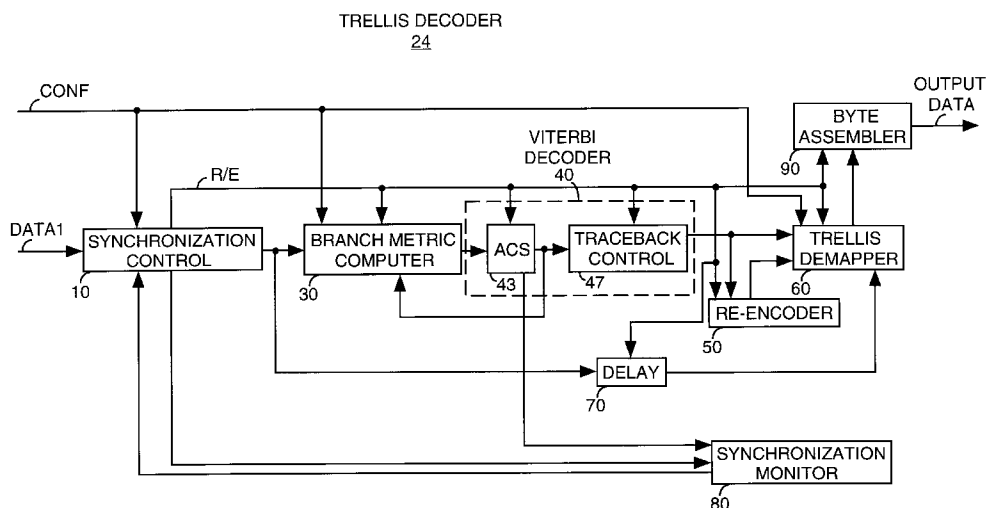 TRELLIS DECODER
24
CONF
OUTPUT
DATA
BYTE
ASSEMBLER
90
VITERBI
DECODER
40
R/E
DATA1
SYNCHRONIZATION
CONTROL
10
BRANCH METRIC
COMPUTER
30
ACS
43
TRACEBACK
CONTROL
47
TRELLIS
DEMAPPER
60
RE-ENCODER
50
DELAY
70
SYNCHRONIZATION
MONITOR
80